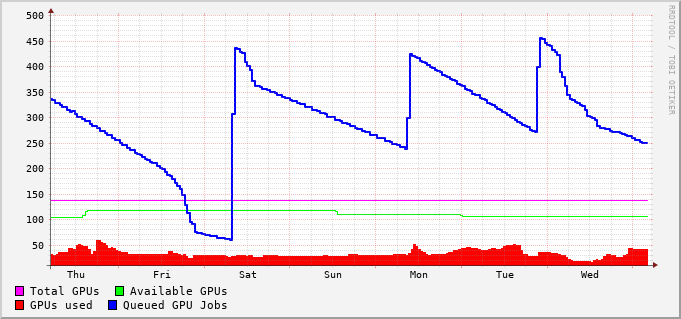 500
450
400
350
300
250
200
150
100
50
Thu Fri Sat Sun Mon Tue Wed
Total GPUs Available GPUs
GPUs used Queued GPU Jobs
RRDTOOL / TOBI OETIKER